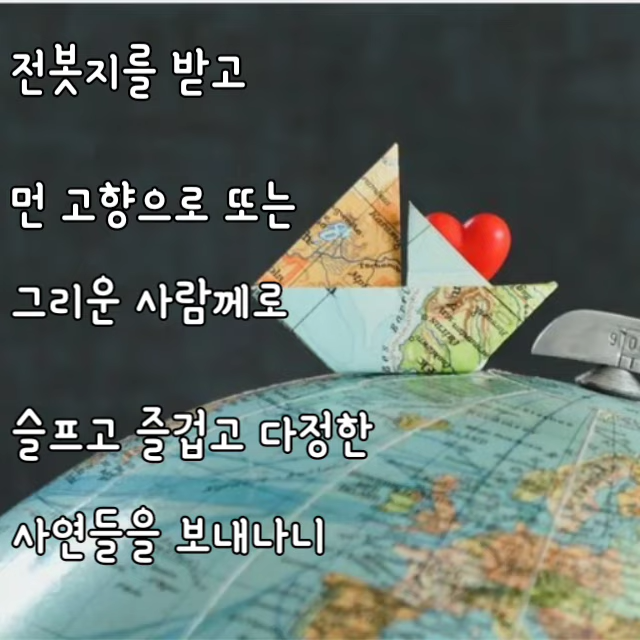 전봇지를 받고
먼 고향으로 또는
그리운 사람께로
슬프고 즐겁고 다정한
사연들을 보내나니